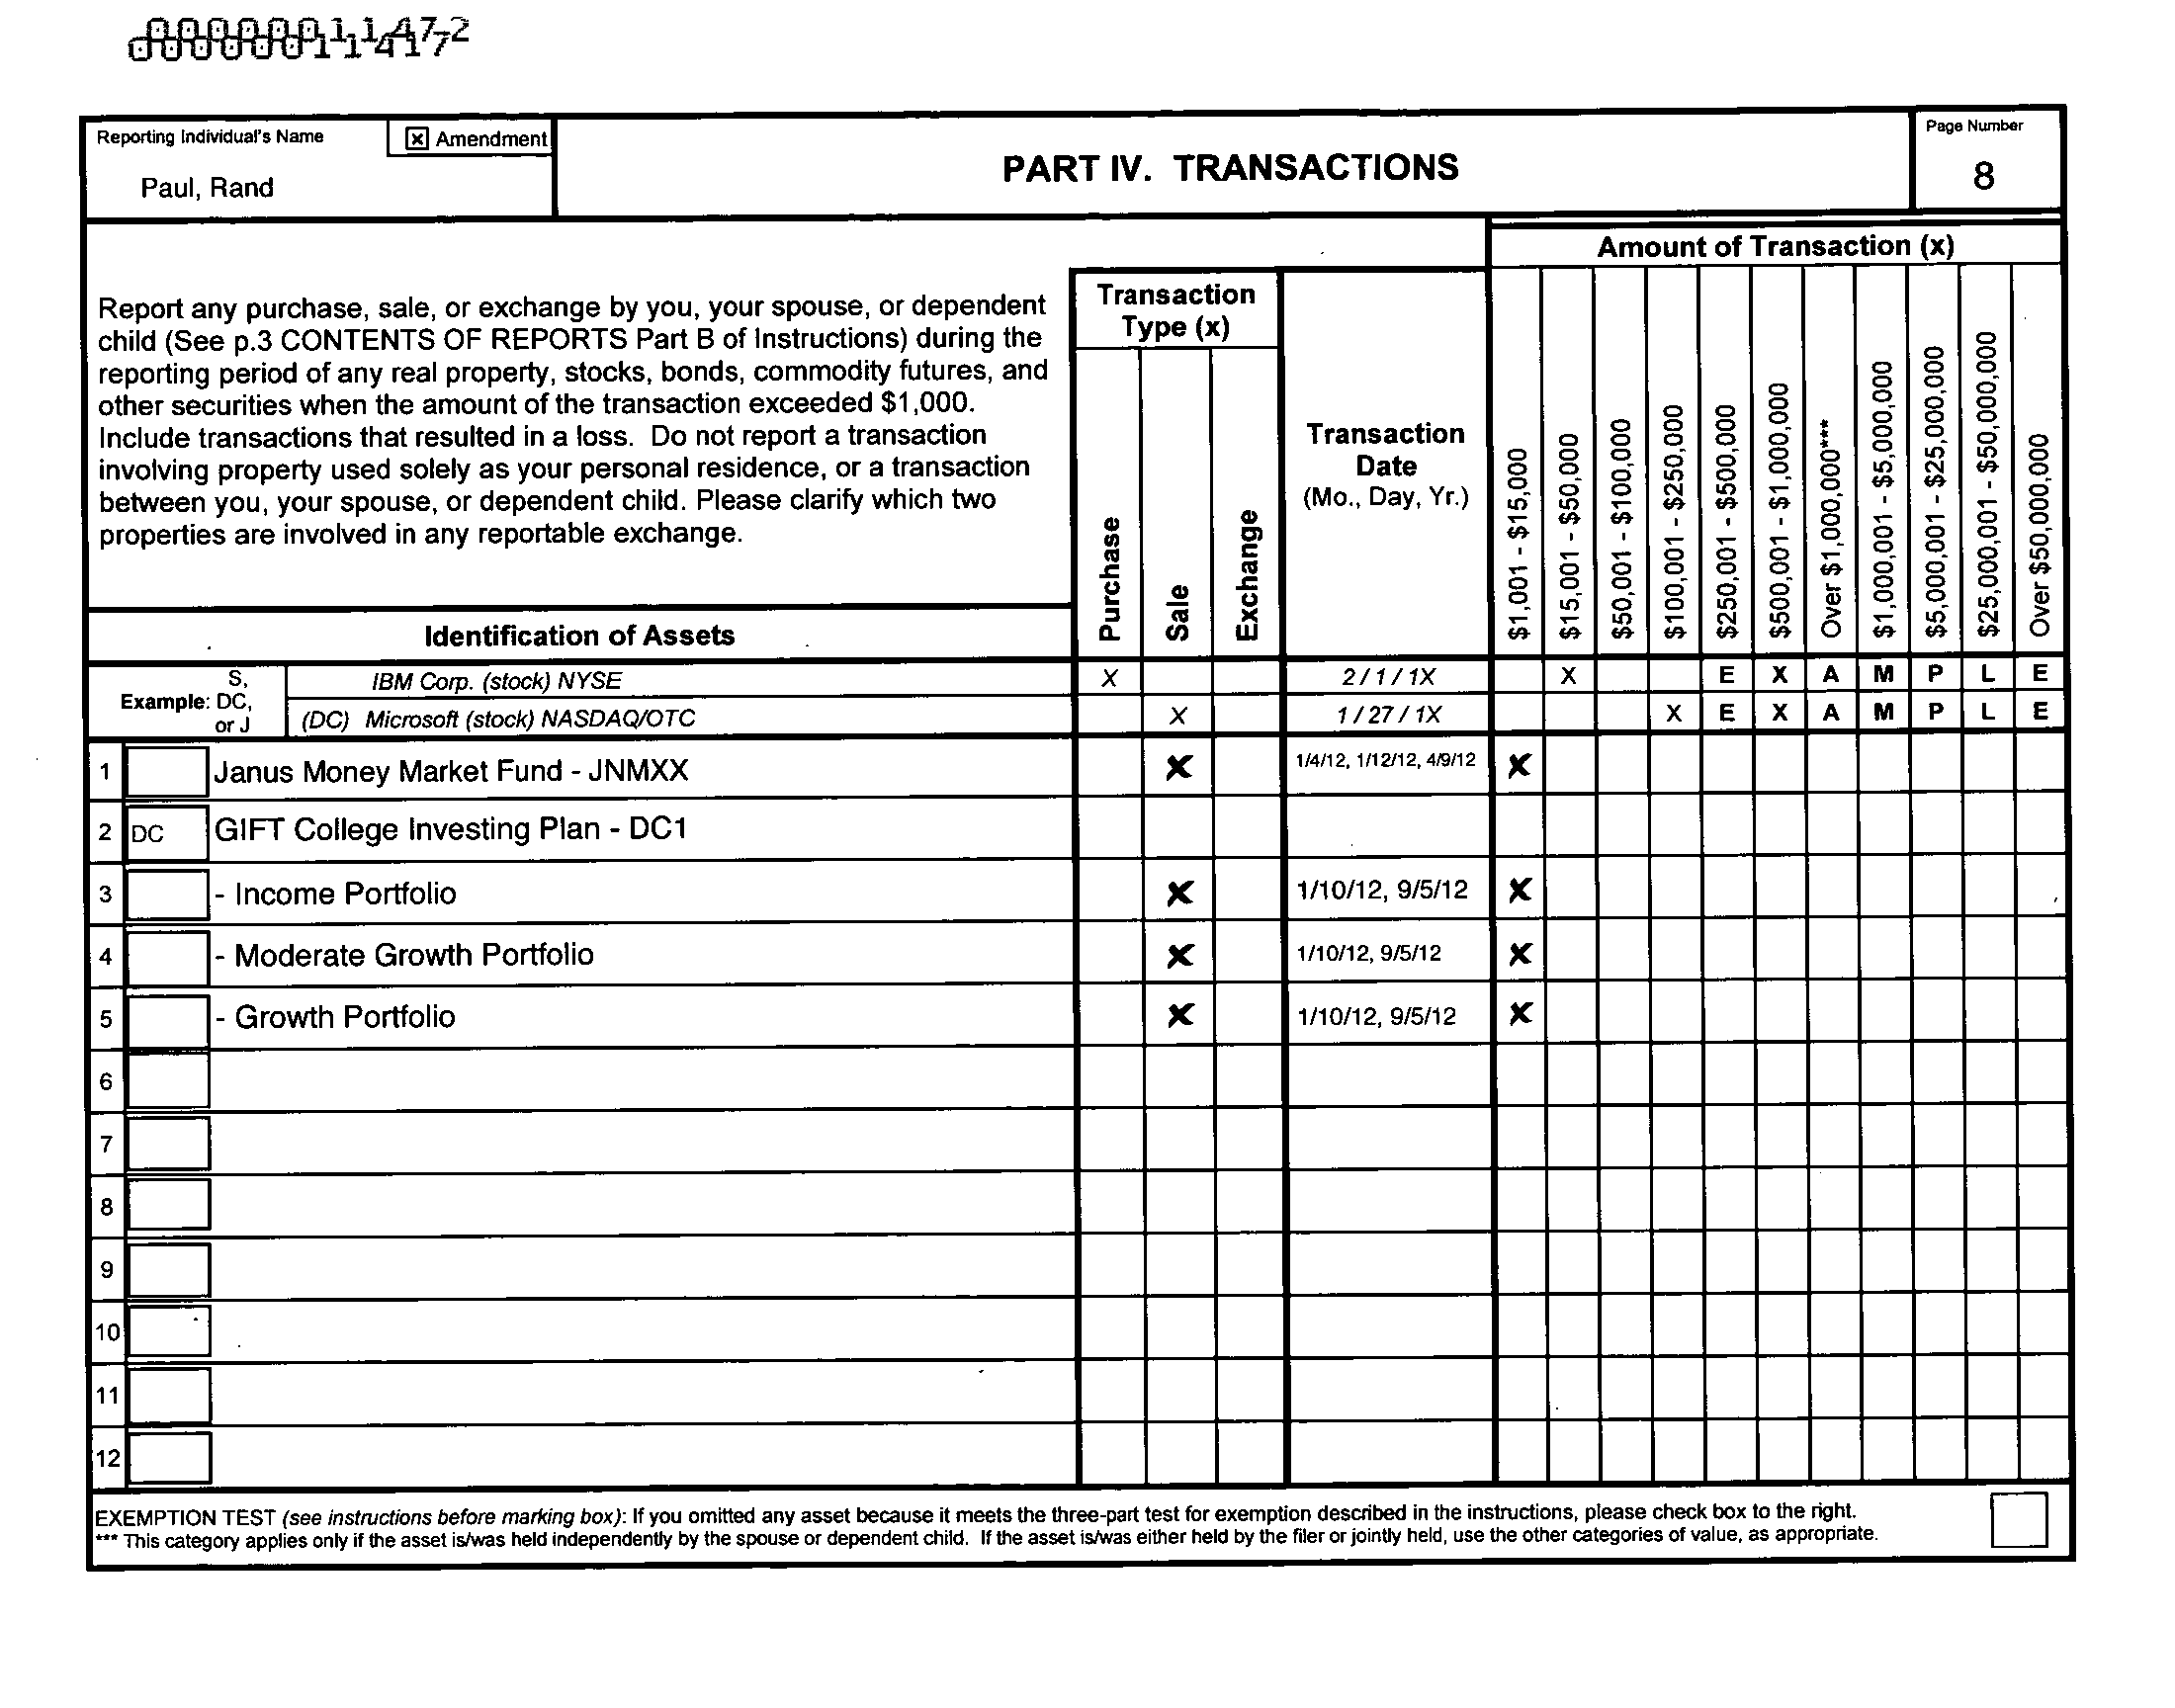 Reporting Individual's Name
x Amendment
Paul, Rand
PART IV. TRANSACTIONS
Page Number
8
Report any purchase, sale, or exchange by you, your spouse, or dependent
child (See p.3 CONTENTS OF REPORTS Part B of Instructions) during the
reporting period of any real property, stocks, bonds, commodity futures, and
other securities when the amount of the transaction exceeded $1,000.
Include transactions that resulted in a loss. Do not report a transaction
involving property used solely as your personal residence, or a transaction
between you, your spouse, or dependent child. Please clarify which two
properties are involved in any reportable exchange.
Identification of Assets
Transaction
Type (x)
Purchase
Sale
Exchange
Transaction
Date
(Mo., Day, Yr.)
Amount of Transaction (x)
$1,001 - $15,000
$15,001 - $50,000
$50,001 - $100,000
$100,001 - $250,000
$250,001 - $500,000
$500,001 - $1,000,000
Over $1,000,000***
$1,000,001 - $5,000,000
$5,000,001 - $25,000,000
$25,000,001 - $50,000,000
Over $50,000,000
Example: S, DC, or J
IBM Corp. (stock) NYSE X 2 / 1 / 1X X E X A M P L E
(DC) Microsoft (stock) NASDAQ/OTC X 1 / 27 / 1X X E X A M P L E
1 Janus Money Market Fund - JNMXX X 1/4/12, 1/12/12, 4/9/12 X
2 DC GIFT College Investing Plan - DC1
3 - Income Portfolio X 1/10/12, 9/5/12 X
4 - Moderate Growth Portfolio X 1/10/12, 9/5/12 X
5 - Growth Portfolio X 1/10/12, 9/5/12 X
6
7
8
9
10
11
12
EXEMPTION TEST (see instructions before marking box): If you omitted any asset because it meets the three-part test for exemption described in the instructions, please check box to the right.
*** This category applies only if the asset is/was held independently by the spouse or dependent child. If the asset is/was either held by the filer or jointly held, use the other categories of value, as appropriate.